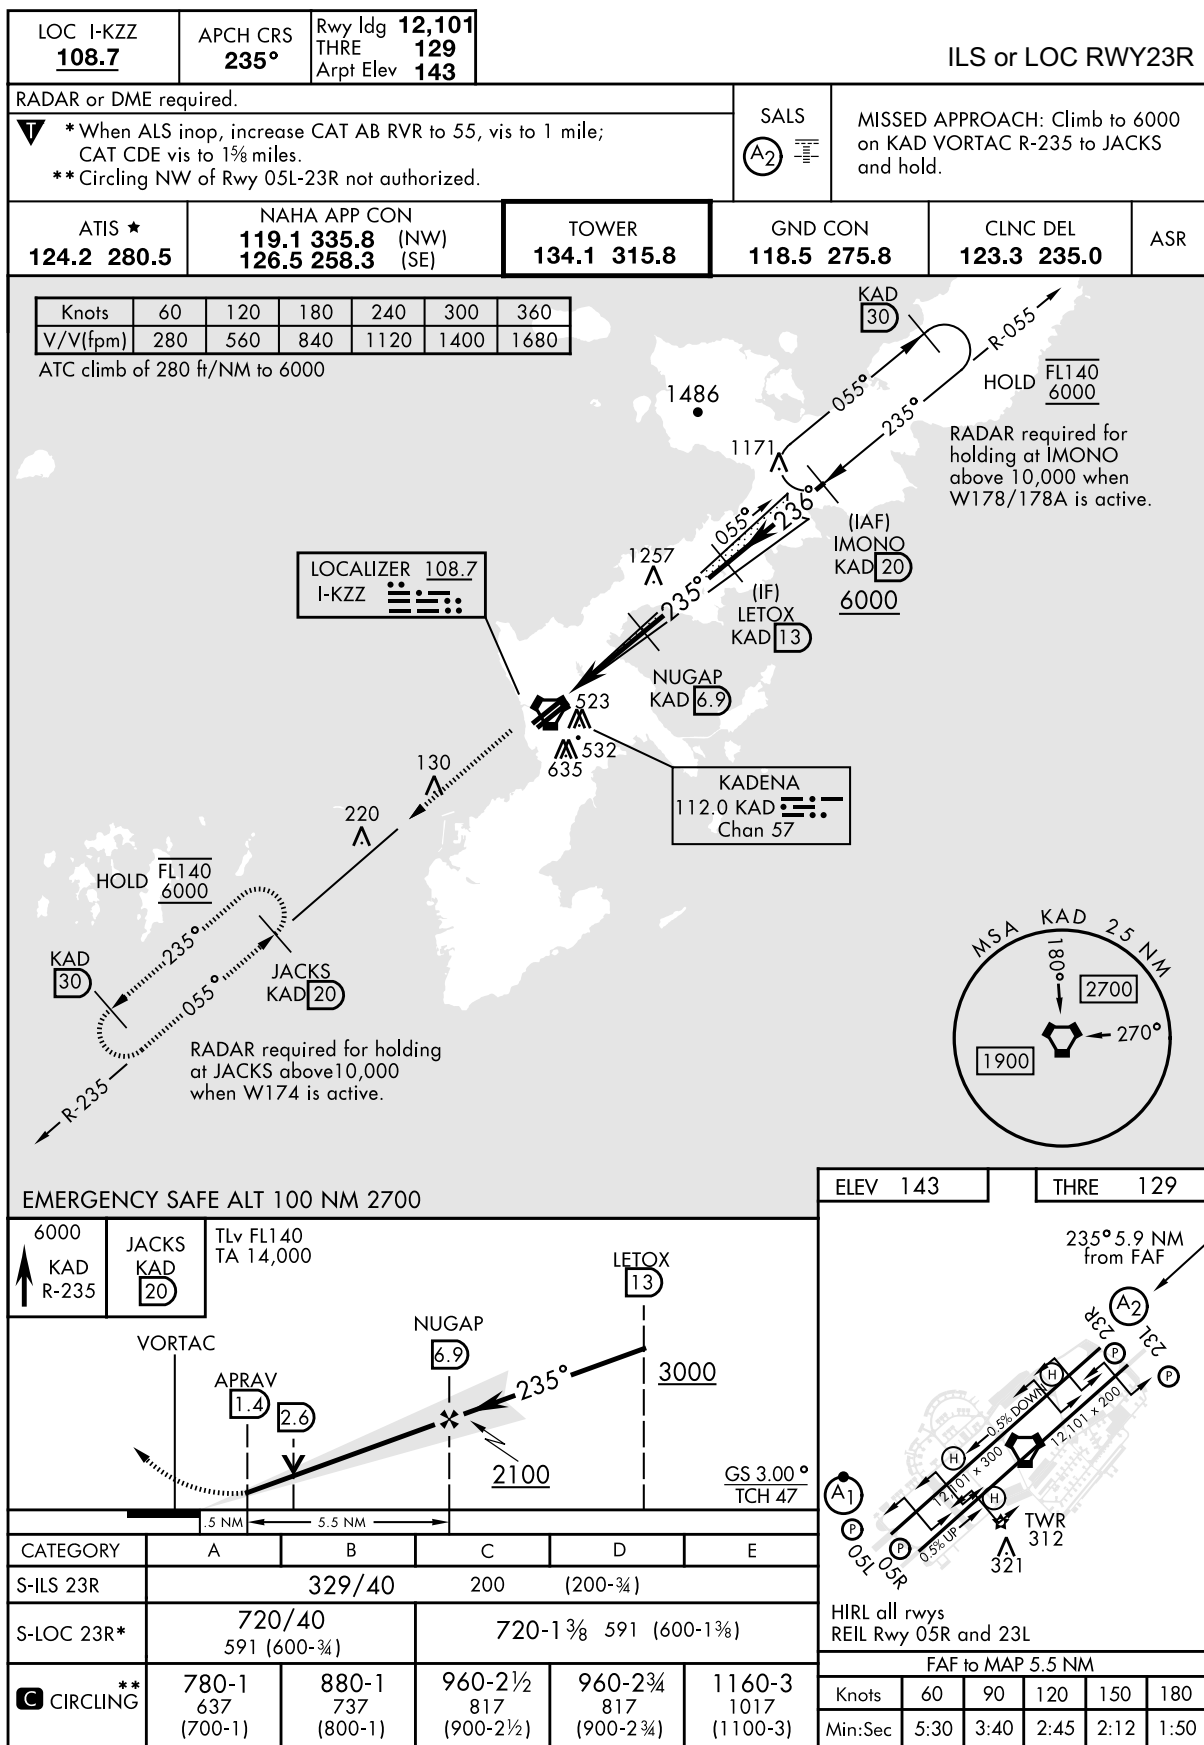 LOC I-KZZ
108.7
APCH CRS
235°
Rwy ldg 12,101
THRE 129
Arpt Elev 143
ILS or LOC RWY23R
RADAR or DME required.
T
* When ALS inop, increase CAT AB RVR to 55, vis to 1 mile;
CAT CDE vis to 1⅝ miles.
** Circling NW of Rwy 05L-23R not authorized.
SALS
A2
MISSED APPROACH: Climb to 6000
on KAD VORTAC R-235 to JACKS
and hold.
ATIS ★
124.2 280.5
NAHA APP CON
119.1 335.8 (NW)
126.5 258.3 (SE)
TOWER
134.1 315.8
GND CON
118.5 275.8
CLNC DEL
123.3 235.0
ASR
Knots 60 120 180 240 300 360
V/V(fpm) 280 560 840 1120 1400 1680
ATC climb of 280 ft/NM to 6000
KAD
30
R-055
HOLD FL140
6000
055°
235°
1486
1171
RADAR required for
holding at IMONO
above 10,000 when
W178/178A is active.
055°
236°
(IAF)
IMONO
KAD 20
6000
1257
235°
(IF)
LETOX
KAD 13
LOCALIZER 108.7
I-KZZ
NUGAP
KAD 6.9
523
532
635
130
220
KADENA
112.0 KAD
Chan 57
HOLD FL140
6000
235°
055°
KAD
30
JACKS
KAD 20
RADAR required for holding
at JACKS above10,000
when W174 is active.
R-235
MSA KAD 25 NM
180°
2700
270°
1900
EMERGENCY SAFE ALT 100 NM 2700
ELEV 143
THRE 129
6000
KAD
R-235
JACKS
KAD
20
TLv FL140
TA 14,000
LETOX
13
NUGAP
6.9
VORTAC
APRAV
1.4
2.6
235°
3000
2100
GS 3.00°
TCH 47
.5 NM
5.5 NM
235° 5.9 NM
from FAF
A2
23R
23L
P
P
H
0.5% DOWN
12,101 x 200
H
12,101 x 300
H
A1
P
P
0.5% UP
05L
05R
TWR
312
321
HIRL all rwys
REIL Rwy 05R and 23L
CATEGORY A B C D E
S-ILS 23R 329/40 200 (200-¾)
S-LOC 23R* 720/40
591 (600-¾)
720-1⅜ 591 (600-1⅜)
C CIRCLING **
780-1
637
(700-1)
880-1
737
(800-1)
960-2½
817
(900-2½)
960-2¾
817
(900-2¾)
1160-3
1017
(1100-3)
FAF to MAP 5.5 NM
Knots 60 90 120 150 180
Min:Sec 5:30 3:40 2:45 2:12 1:50